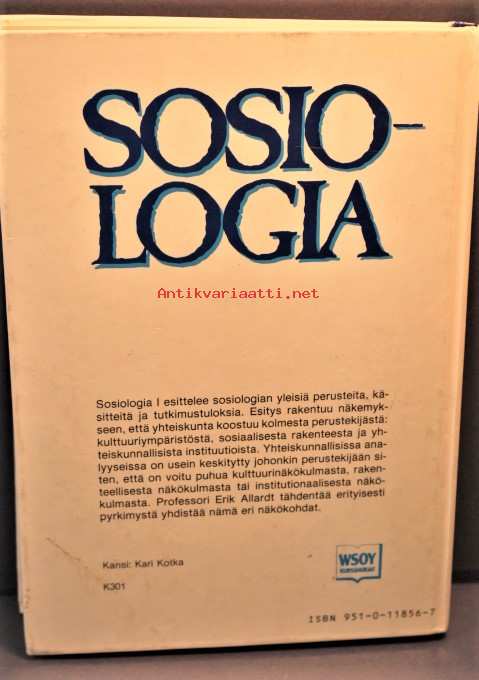 SOSIO-
LOGIA
Antikvariaatti.net
Sosiologia I esittelee sosiologian yleisiä perusteita, kä-
sitteitä ja tutkimustuloksia. Esitys rakentuu näkemyk-
seen, että yhteiskunta koostuu kolmesta perustekijästä:
kulttuuriympäristöstä, sosiaalisesta rakenteesta ja yh-
teiskunnallisista instituutioista. Yhteiskunnallisissa ana-
lyyseissa on usein keskitytty johonkin perustekijään si-
ten, että on voitu puhua kulttuurinäkökulmasta, raken-
teellisesta näkökulmasta tai institutionaalisesta näkö-
kulmasta. Professori Erik Allardt tähdentää erityisesti
pyrkimystä yhdistää nämä eri näkökohdat.
Kansi: Kari Kotka
K301
WSOY
ISBN 951-0-11856-7